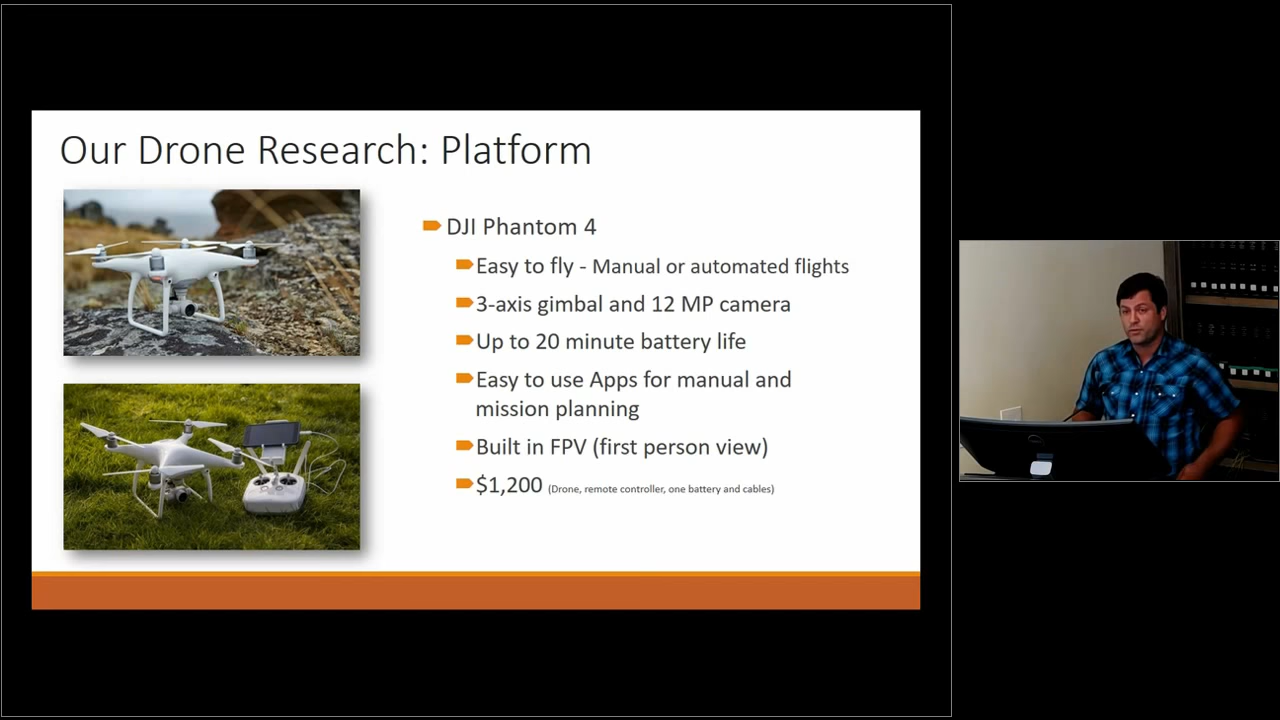 Our Drone Research: Platform
DJI Phantom 4
Easy to fly - Manual or automated flights
3-axis gimbal and 12 MP camera
Up to 20 minute battery life
Easy to use Apps for manual and
mission planning
Built in FPV (first person view)
$1,200 (Drone, remote controller, one battery and cables)